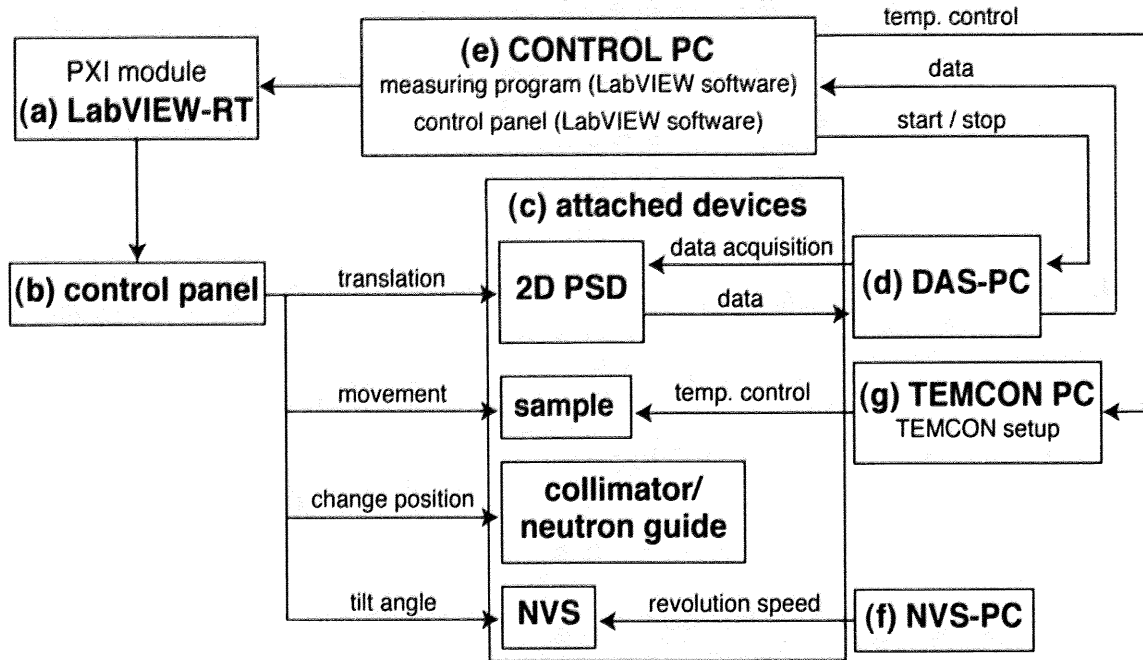 temp. control
(e) CONTROL PC
measuring program (LabVIEW software)
control panel (LabVIEW software)
PXI module
(a) LabVIEW-RT
data
start / stop
(c) attached devices
(b) control panel
translation
2D PSD
data acquisition
data
(d) DAS-PC
movement
sample
temp. control
(g) TEMCON PC
TEMCON setup
change position
collimator/
neutron guide
tilt angle
NVS
revolution speed
(f) NVS-PC